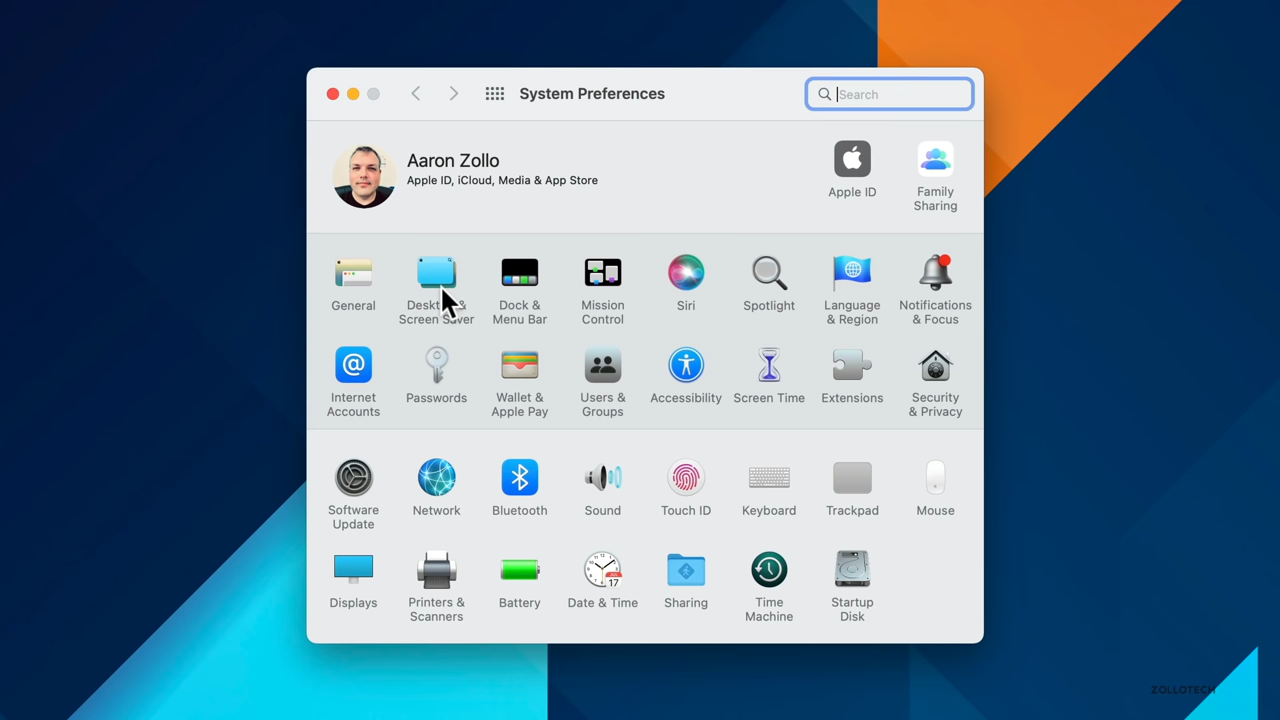 System Preferences
Search
Aaron Zollo
Apple ID, iCloud, Media & App Store
Apple ID
Family
Sharing
General
Desktop &
Screen Saver
Dock &
Menu Bar
Mission
Control
Siri
Spotlight
Language
& Region
Notifications
& Focus
Internet
Accounts
Passwords
Wallet &
Apple Pay
Users &
Groups
Accessibility
Screen Time
Extensions
Security
& Privacy
Software
Update
Network
Bluetooth
Sound
Touch ID
Keyboard
Trackpad
Mouse
Displays
Printers &
Scanners
Battery
17
Date & Time
Sharing
Time
Machine
Startup
Disk
ZOLLOTECH